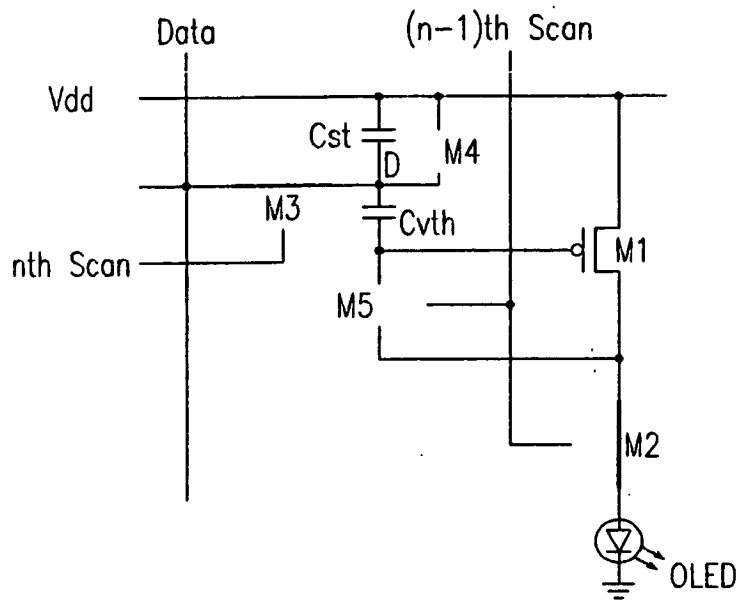 Data
(n-1)th Scan
Vdd
Cst
D
M4
M3
Cvth
nth Scan
M1
M5
M2
OLED